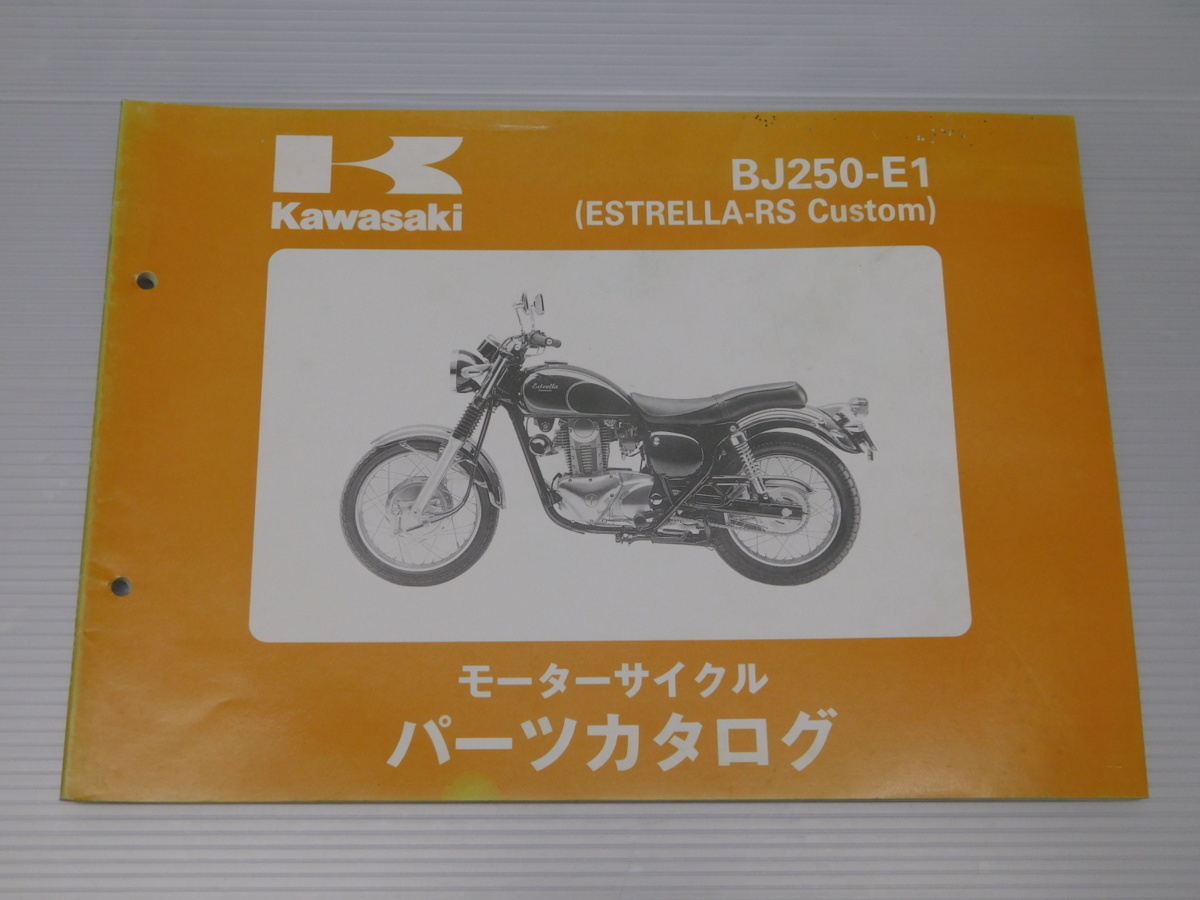 Kawasaki
BJ250-E1
(ESTRELLA-RS Custom)
Estrella
モーターサイクル
パーツカタログ